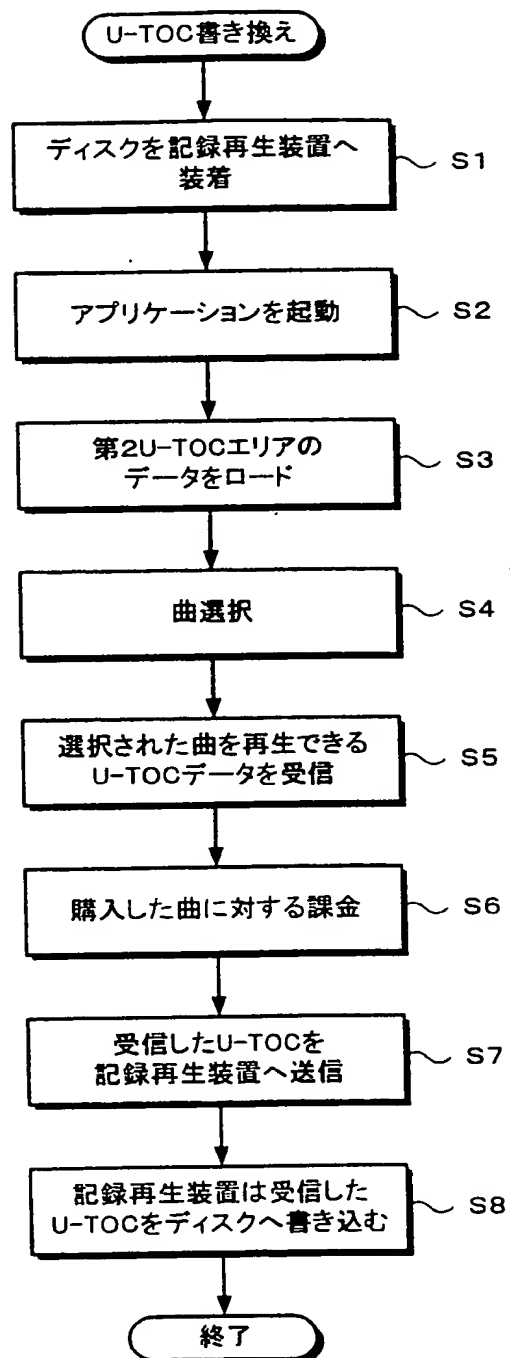 U-TOC書き換え
ディスクを記録再生装置へ
装着
S1
アプリケーションを起動
S2
第2U-TOCエリアの
データをロード
S3
曲選択
S4
選択された曲を再生できる
U-TOCデータを受信
S5
購入した曲に対する課金
S6
受信したU-TOCを
記録再生装置へ送信
S7
記録再生装置は受信した
U-TOCをディスクへ書き込む
S8
終了